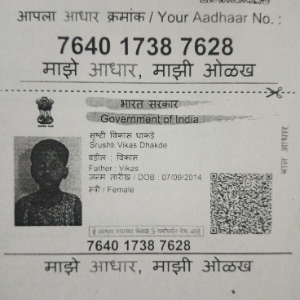 आपला आधार क्रमांक / Your Aadhaar No. :
7640 1738 7628
माझे आधार, माझी ओळख
भारत सरकार
Government of India
सृष्टी विकास धाकडे
Srushti Vikas Dhakde
वडील : विकास
Father : Vikas
जन्म तारीख / DOB : 07/09/2014
स्त्री / Female
बाल आधार
7640 1738 7628
माझे आधार, माझी ओळख